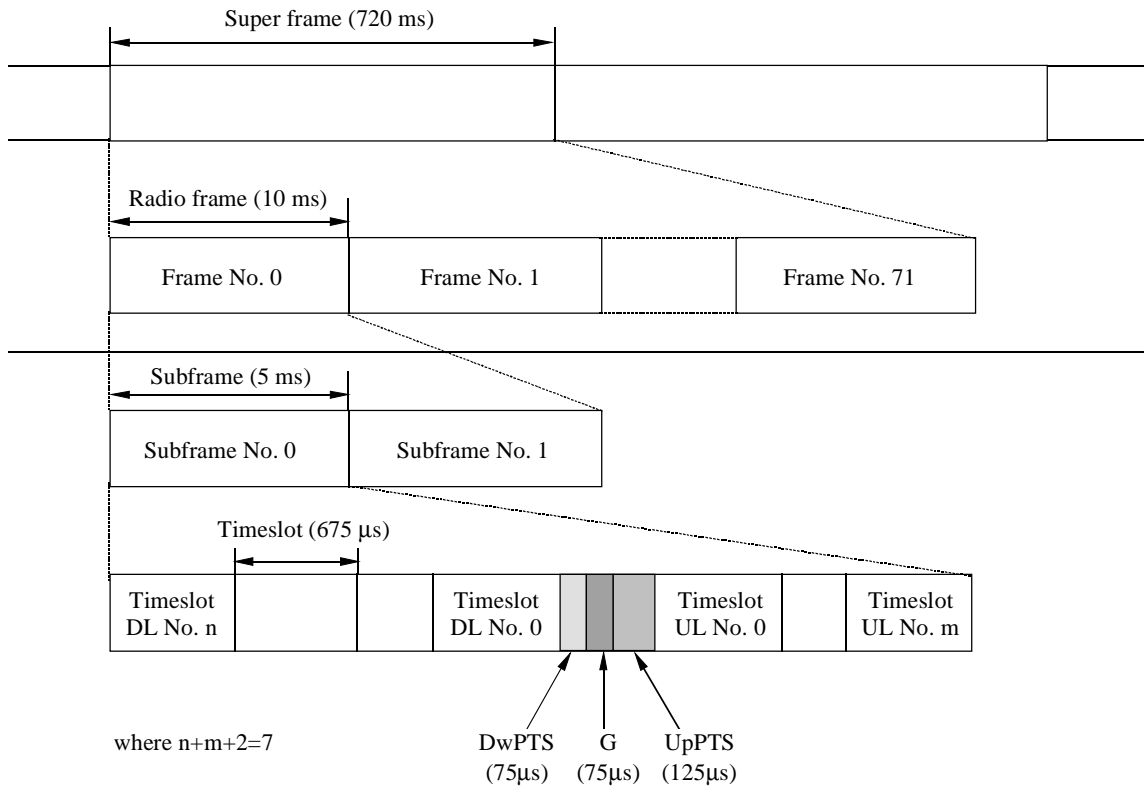 Super frame (720 ms)
Radio frame (10 ms)
Frame No. 0
Frame No. 1
Frame No. 71
Subframe (5 ms)
Subframe No. 0
Subframe No. 1
Timeslot (675 μs)
Timeslot
DL No. n
Timeslot
DL No. 0
Timeslot
UL No. 0
Timeslot
UL No. m
where n+m+2=7
DwPTS
(75μs)
G
(75μs)
UpPTS
(125μs)